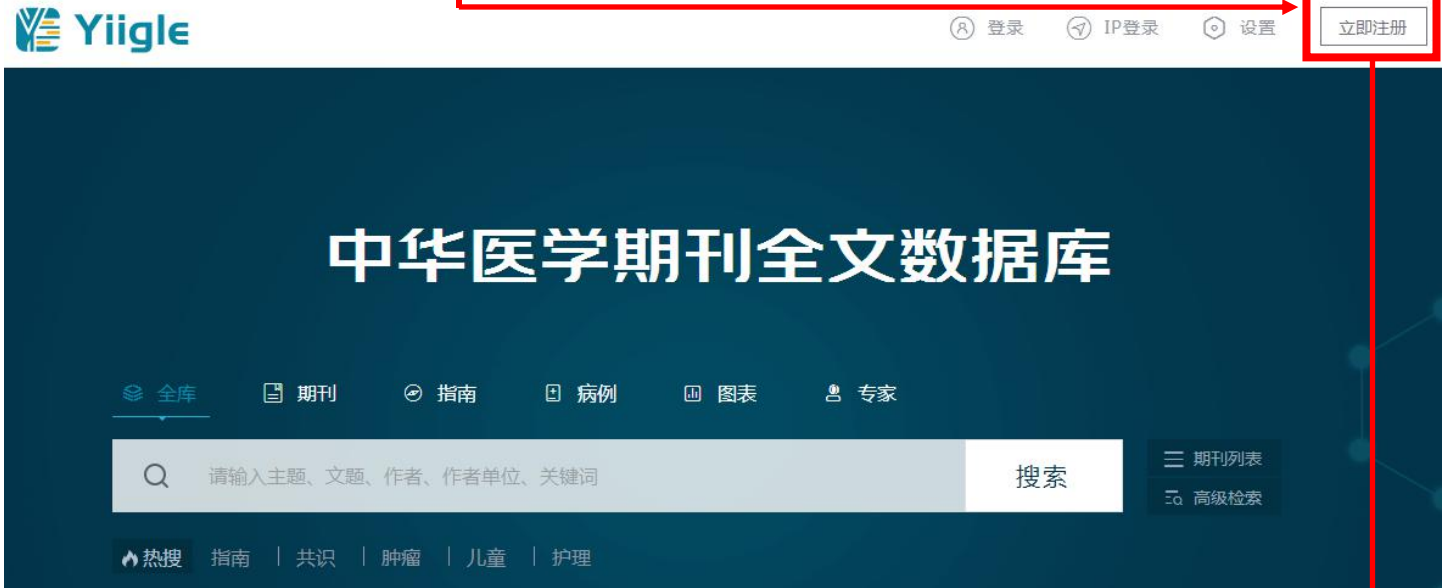 Yiigle 登录 IP登录 设置 立即注册
中华医学期刊全文数据库
全库 期刊 指南 病例 图表 专家
请输入主题、文题、作者、作者单位、关键词 搜索
期刊列表
高级检索
热搜 指南 | 共识 | 肿瘤 | 儿童 | 护理